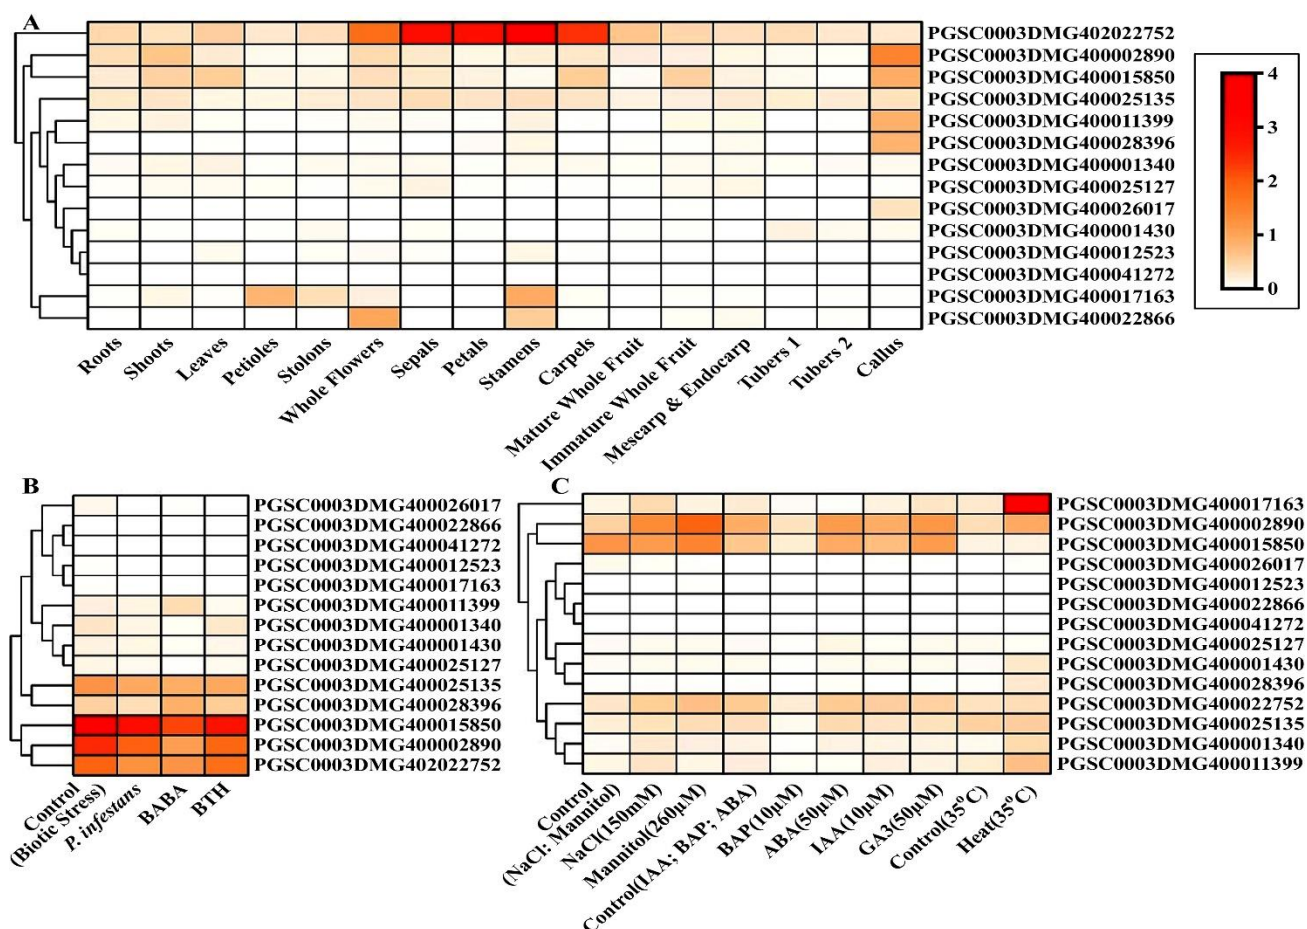 A
PGSC0003DMG402022752
PGSC0003DMG400002890
PGSC0003DMG400015850
PGSC0003DMG400025135
PGSC0003DMG400011399
PGSC0003DMG400028396
PGSC0003DMG400001340
PGSC0003DMG400025127
PGSC0003DMG400026017
PGSC0003DMG400001430
PGSC0003DMG400012523
PGSC0003DMG400041272
PGSC0003DMG400017163
PGSC0003DMG400022866
4
3
2
1
0
Roots
Shoots
Leaves
Petioles
Stolons
Whole Flowers
Sepals
Petals
Stamens
Carpels
Mature Whole Fruit
Immature Whole Fruit
Mescarp & Endocarp
Tubers 1
Tubers 2
Callus
B
PGSC0003DMG400026017
PGSC0003DMG400022866
PGSC0003DMG400041272
PGSC0003DMG400012523
PGSC0003DMG400017163
PGSC0003DMG400011399
PGSC0003DMG400001340
PGSC0003DMG400001430
PGSC0003DMG400025127
PGSC0003DMG400025135
PGSC0003DMG400028396
PGSC0003DMG400015850
PGSC0003DMG400002890
PGSC0003DMG402022752
Control
(Biotic Stress)
P. infestans
BABA
BTH
C
PGSC0003DMG400017163
PGSC0003DMG400002890
PGSC0003DMG400015850
PGSC0003DMG400026017
PGSC0003DMG400012523
PGSC0003DMG400022866
PGSC0003DMG400041272
PGSC0003DMG400025127
PGSC0003DMG400001430
PGSC0003DMG400028396
PGSC0003DMG400022752
PGSC0003DMG400025135
PGSC0003DMG400001340
PGSC0003DMG400011399
Control
(NaCl; Mannitol)
NaCl(150mM)
Mannitol(260µM)
Control(IAA; BAP; ABA)
BAP(10µM)
ABA(50µM)
IAA(10µM)
GA3(50µM)
Control(35°C)
Heat(35°C)